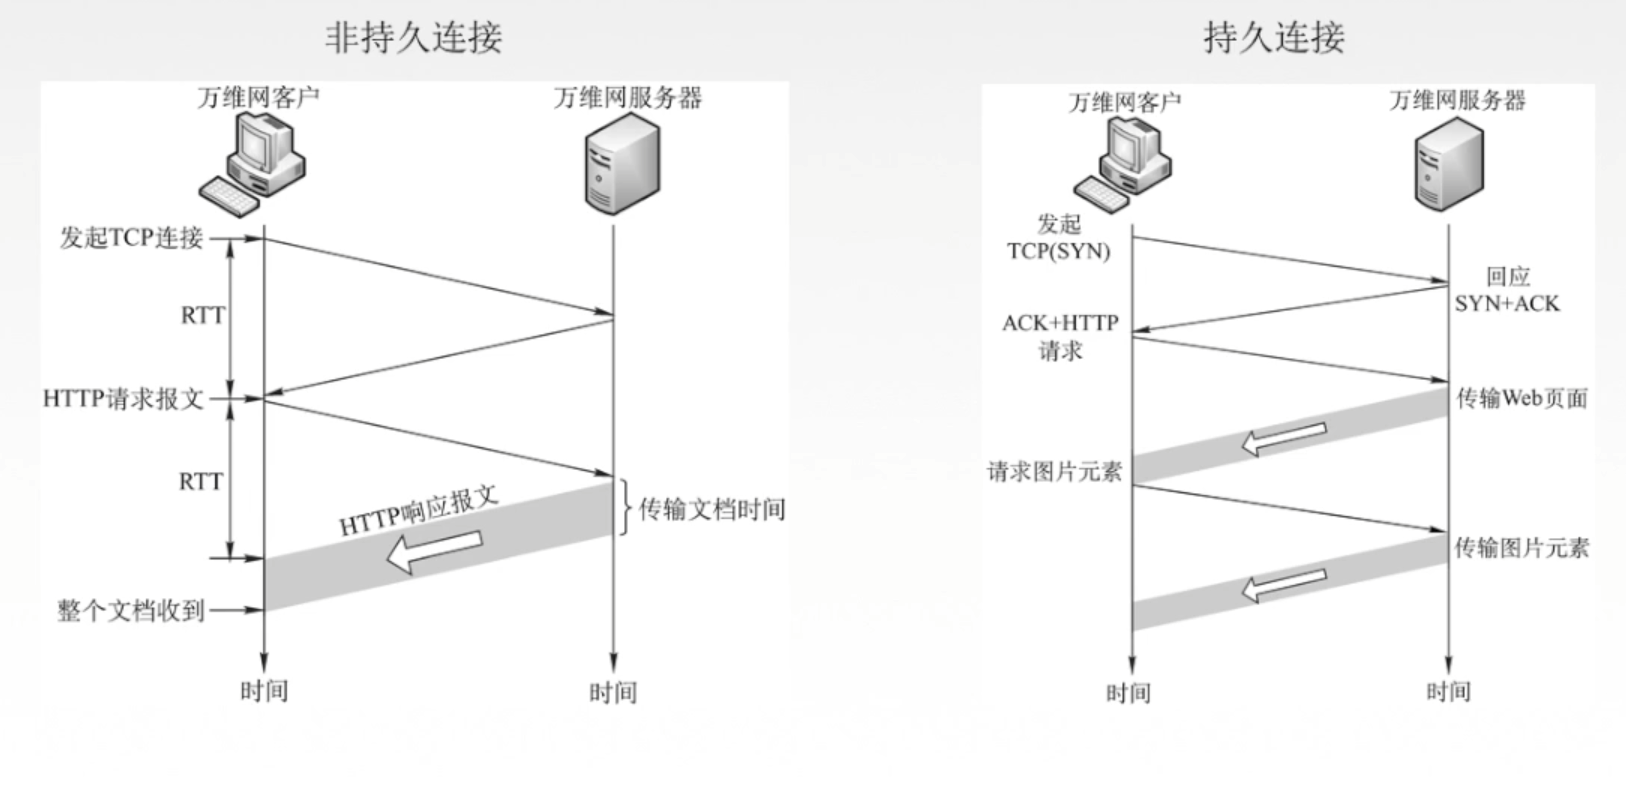 非持久连接
万维网客户
万维网服务器
发起TCP连接
RTT
HTTP请求报文
RTT
HTTP响应报文
传输文档时间
整个文档收到
时间
时间
持久连接
万维网客户
万维网服务器
发起
TCP(SYN)
回应
SYN+ACK
ACK+HTTP
请求
传输Web页面
请求图片元素
传输图片元素
时间
时间